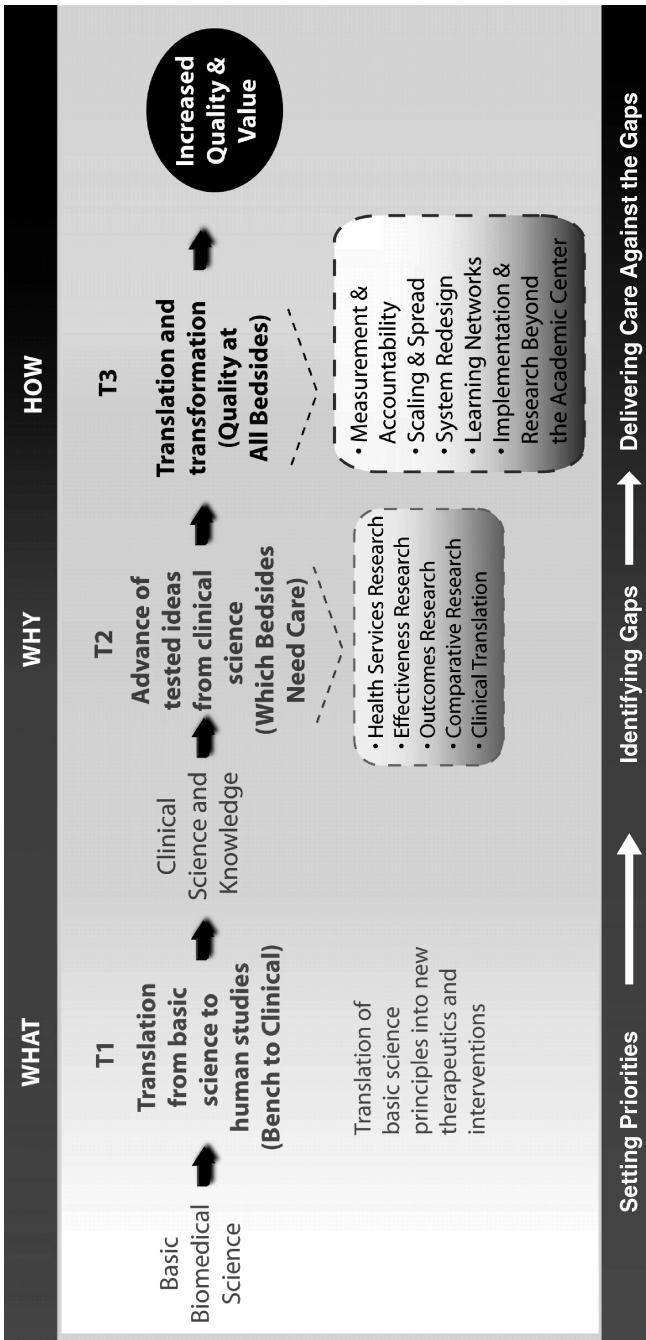 WHAT
WHY
HOW
Basic
Biomedical
Science
T1
Translation
from basic
science to
human studies
(Bench to Clinical)
Translation of
basic science
principles into new
therapeutics and
interventions
Clinical
Science and
Knowledge
T2
Advance of
tested ideas
from clinical
science
(Which Bedsides
Need Care)
• Health Services Research
• Effectiveness Research
• Outcomes Research
• Comparative Research
• Clinical Translation
T3
Translation and
transformation
(Quality at
All Bedsides)
• Measurement &
Accountability
• Scaling & Spread
• System Redesign
• Learning Networks
• Implementation &
Research Beyond
the Academic Center
Increased
Quality &
Value
Setting Priorities
Identifying Gaps
Delivering Care Against the Gaps